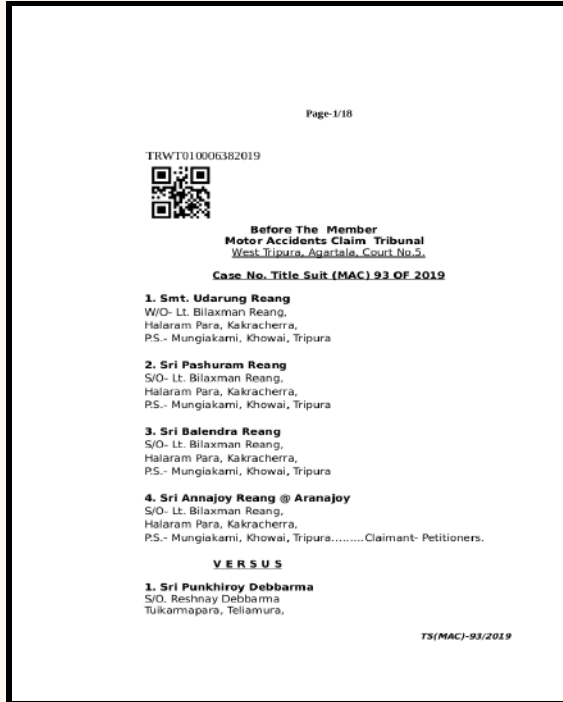 Page-1/18
TRWT010006382019
Before The Member
Motor Accidents Claim Tribunal
West Tripura, Agartala, Court No.5.
Case No. Title Suit (MAC) 93 OF 2019
1. Smt. Udarung Reang
W/O- Lt. Bilaxman Reang,
Halaram Para, Kakracherra,
P.S.- Mungiakami, Khowai, Tripura
2. Sri Pashuram Reang
S/O- Lt. Bilaxman Reang,
Halaram Para, Kakracherra,
P.S.- Mungiakami, Khowai, Tripura
3. Sri Balendra Reang
S/O- Lt. Bilaxman Reang,
Halaram Para, Kakracherra,
P.S.- Mungiakami, Khowai, Tripura
4. Sri Annajoy Reang @ Aranajoy
S/O- Lt. Bilaxman Reang,
Halaram Para, Kakracherra,
P.S.- Mungiakami, Khowai, Tripura.........Claimant- Petitioners.
V E R S U S
1. Sri Punkhiroy Debbarma
S/O. Reshnay Debbarma
Tuikarmapara, Teliamura,
TS(MAC)-93/2019